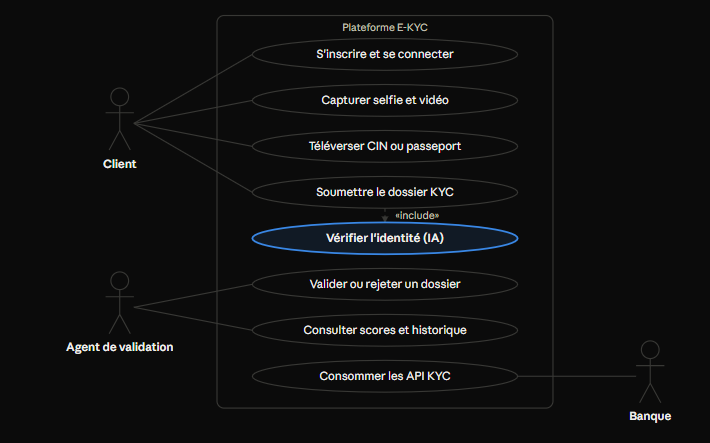 Plateforme E-KYC
S'inscrire et se connecter
Capturer selfie et vidéo
Téléverser CIN ou passeport
Client
Soumettre le dossier KYC
«include»
Vérifier l'identité (IA)
Valider ou rejeter un dossier
Consulter scores et historique
Agent de validation
Consommer les API KYC
Banque